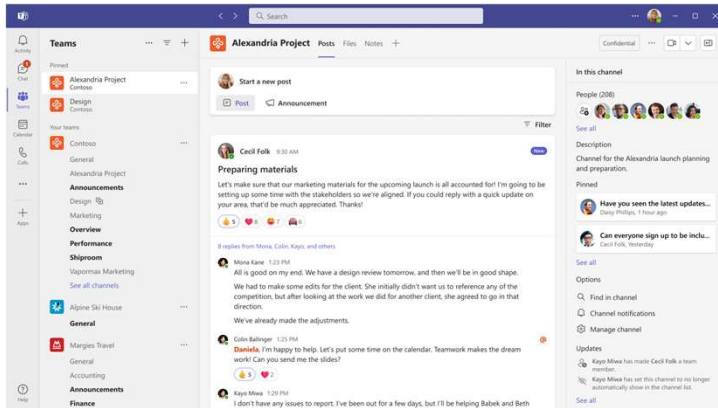 Search
Activity
Chat
Teams
Calendar
Calls
Apps
Help
Teams
Pinned
Alexandria Project
Contoso
Design
Contoso
Your teams
Contoso
General
Alexandria Project
Announcements
Design
Marketing
Overview
Performance
Shiproom
Vapormax Marketing
See all channels
Alpine Ski House
General
Margies Travel
General
Accounting
Announcements
Finance
Alexandria Project Posts Files Notes
Confidential
Start a new post
Post Announcement
Filter
Cecil Folk 9:30 AM
New
Preparing materials
Let's make sure that our marketing materials for the upcoming launch is all accounted for! I'm going to be
setting up some time with the stakeholders so we're aligned. If you could reply with a quick update on
your area, that'd be much appreciated. Thanks!
5 8 7 6
8 replies from Mona, Colin, Kayo, and others
Mona Kane 1:23 PM
All is good on my end. We have a design review tomorrow, and then we'll be in good shape.
We had to make some edits for the client. She initially didn't want us to reference any of the
competition, but after looking at the work we did for another client, she agreed to go in that
direction.
We've already made the adjustments.
Colin Ballinger 1:25 PM
Daniela, I'm happy to help. Let's put some time on the calendar. Teamwork makes the dream
work! Can you send me the slides?
5 2
Kayo Miwa 1:29 PM
I don't have any issues to report. I've been out for a few days, but I'll be helping Babek and Beth
In this channel
People (208)
See all
Description
Channel for the Alexandria launch planning
and preparation.
Pinned
Have you seen the latest updates...
Daisy Phillips, 1 hour ago
Can everyone sign up to be inclu...
Cecil Folk, Yesterday
See all
Options
Find in channel
Channel notifications
Manage channel
Updates
Kayo Miwa has made Cecil Folk a team
member.
Kayo Miwa has set this channel to no longer
automatically show in the channel list.
See all